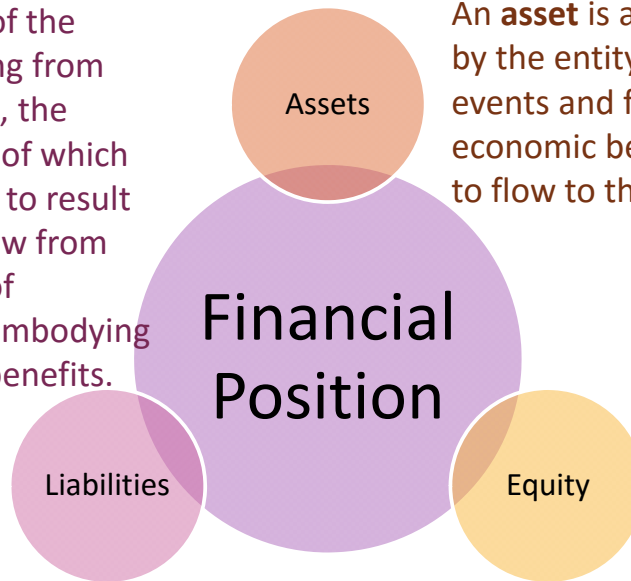 of the
ng from
, the
of which
to result
w from
of
mbodying
benefits.
An asset is a
by the entity
events and f
economic be
to flow to th
Assets
Financial
Position
Liabilities
Equity